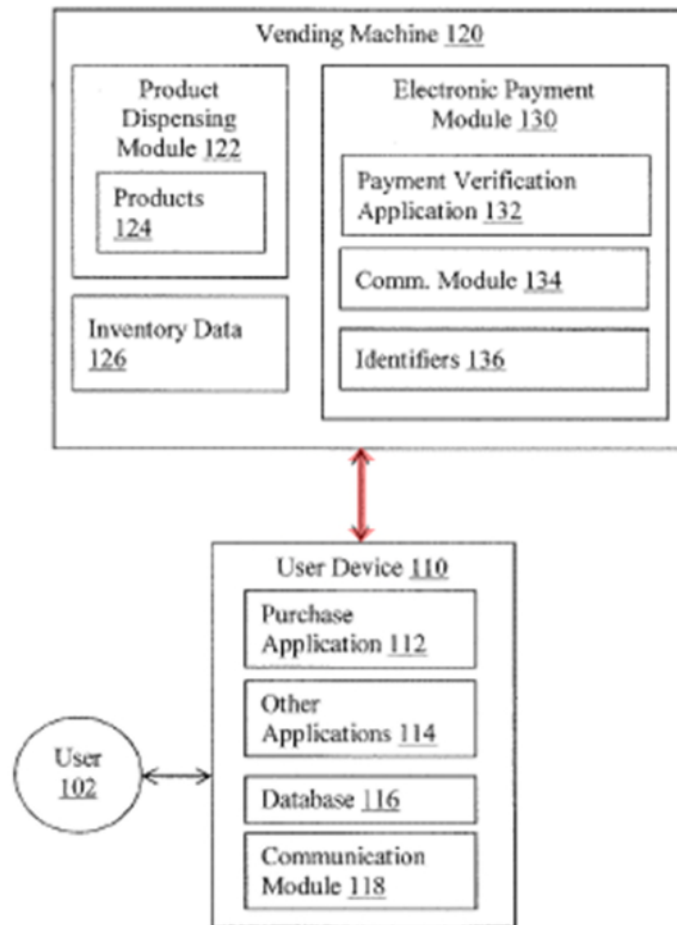 Vending Machine 120
Product
Dispensing
Module 122
Products
124
Inventory Data
126
Electronic Payment
Module 130
Payment Verification
Application 132
Comm. Module 134
Identifiers 136
User Device 110
Purchase
Application 112
Other
Applications 114
Database 116
Communication
Module 118
User
102